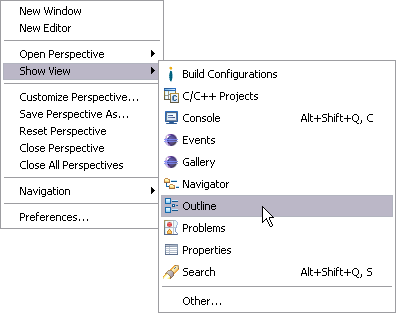 New Window
New Editor
Open Perspective
Show View
Customize Perspective...
Save Perspective As...
Reset Perspective
Close Perspective
Close All Perspectives
Navigation
Preferences...
Build Configurations
C/C++ Projects
Console Alt+Shift+Q, C
Events
Gallery
Navigator
Outline
Problems
Properties
Search Alt+Shift+Q, S
Other...